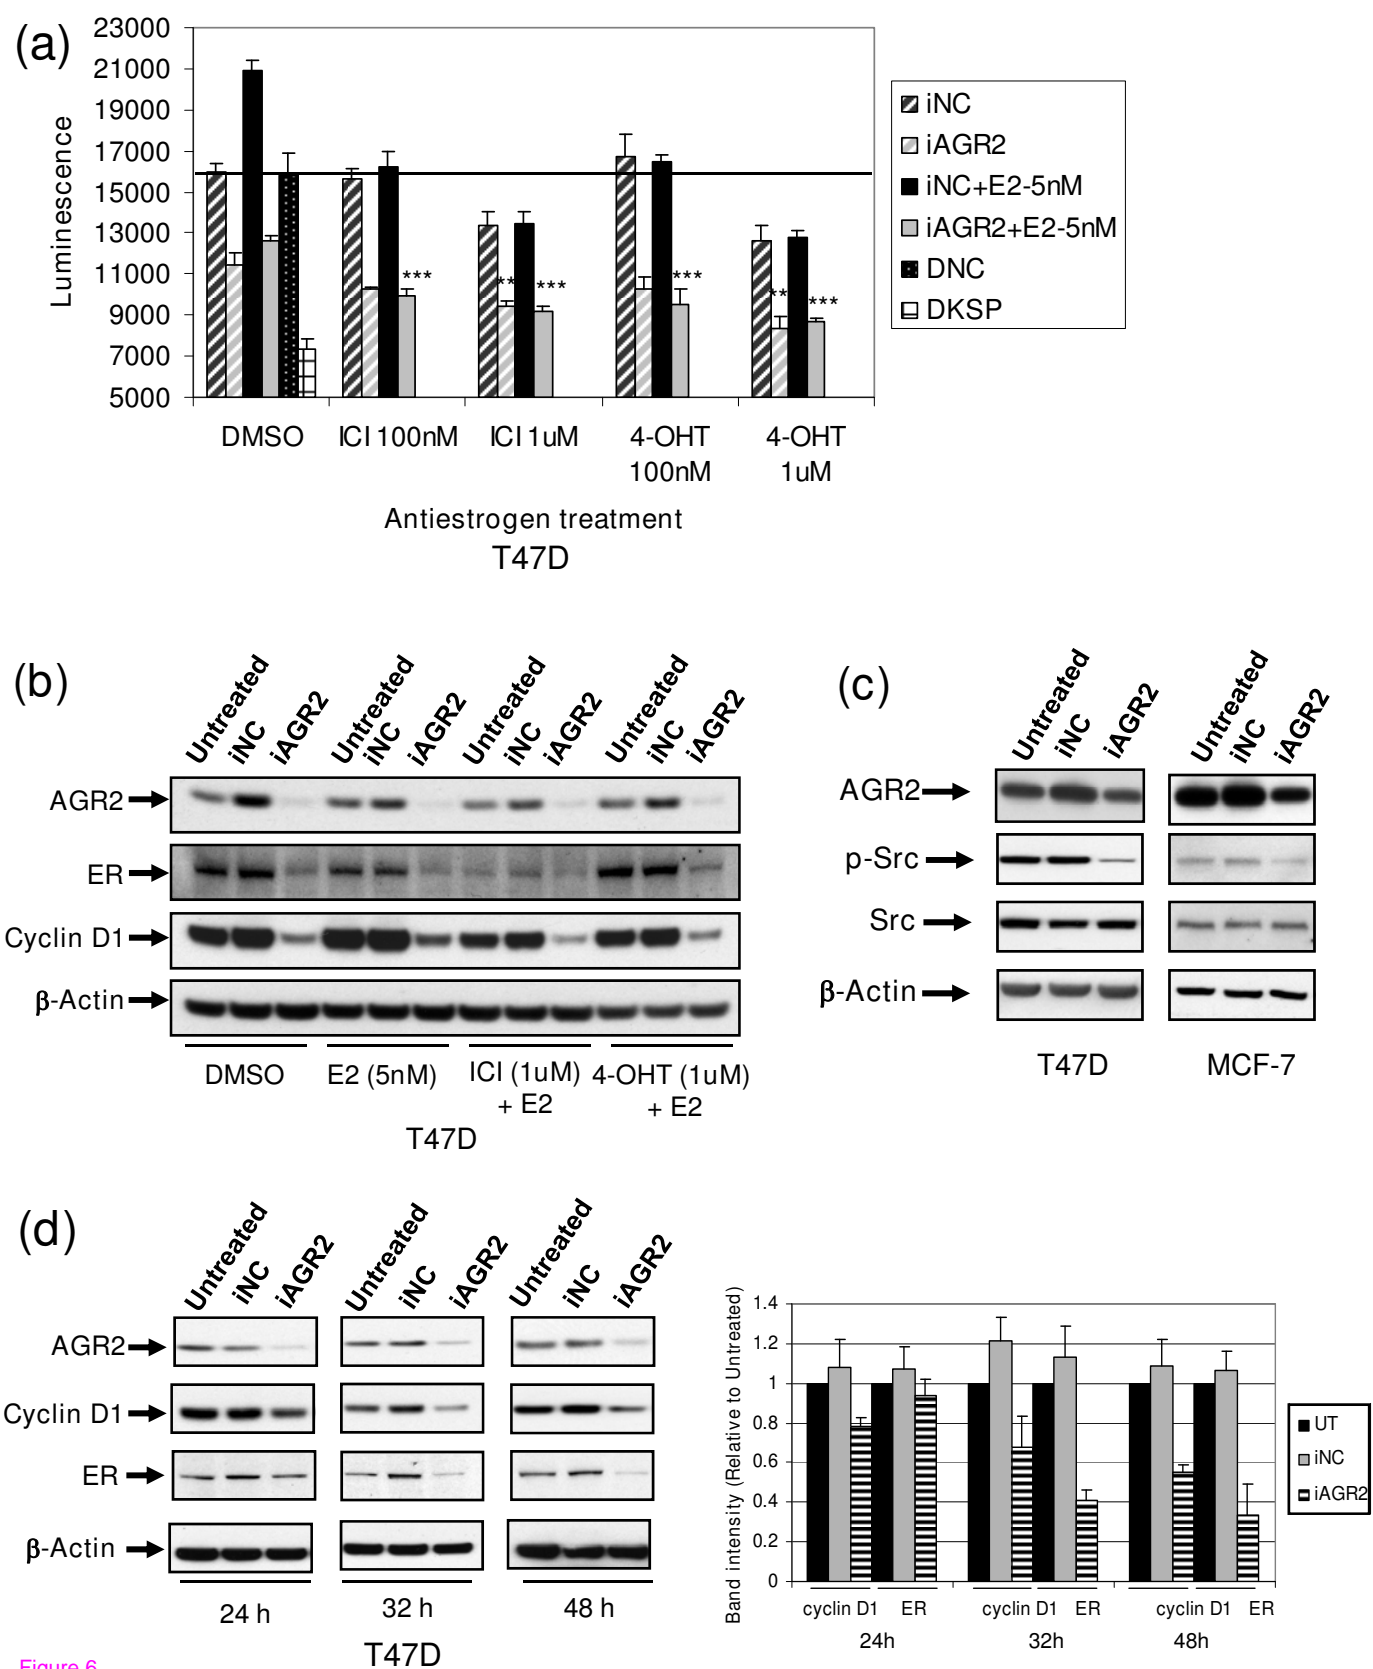 (a)
23000
21000
19000
17000
15000
13000
11000
9000
7000
5000
Luminescence
*** ** *** *** ** ***
DMSO ICI 100nM ICI 1uM 4-OHT 100nM 4-OHT 1uM
Antiestrogen treatment
T47D
iNC
iAGR2
iNC+E2-5nM
iAGR2+E2-5nM
DNC
DKSP
(b)
Untreated iNC iAGR2 Untreated iNC iAGR2 Untreated iNC iAGR2 Untreated iNC iAGR2
AGR2
ER
Cyclin D1
β-Actin
DMSO E2 (5nM) ICI (1uM) + E2 4-OHT (1uM) + E2
T47D
(c)
Untreated iNC iAGR2 Untreated iNC iAGR2
AGR2
p-Src
Src
β-Actin
T47D MCF-7
(d)
Untreated iNC iAGR2 Untreated iNC iAGR2 Untreated iNC iAGR2
AGR2
Cyclin D1
ER
β-Actin
24 h 32 h 48 h
T47D
Band intensity (Relative to Untreated)
1.4
1.2
1
0.8
0.6
0.4
0.2
0
cyclin D1 ER cyclin D1 ER cyclin D1 ER
24h 32h 48h
UT
iNC
iAGR2
Figure 6